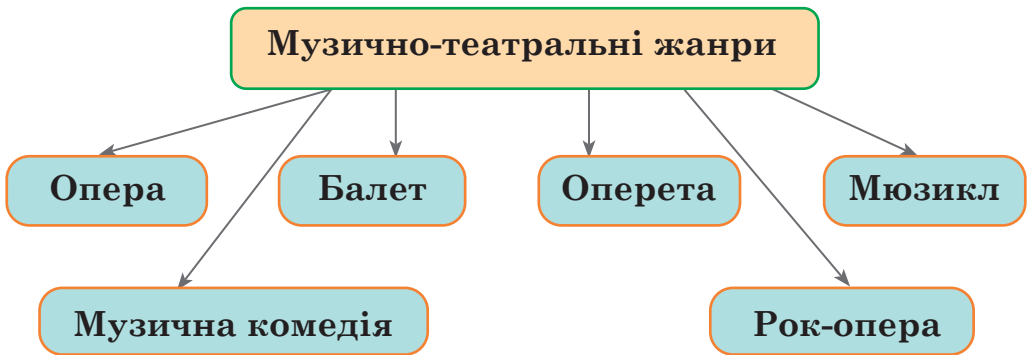 Музично-театральні жанри
Опера
Балет
Оперета
Мюзикл
Музична комедія
Рок-опера